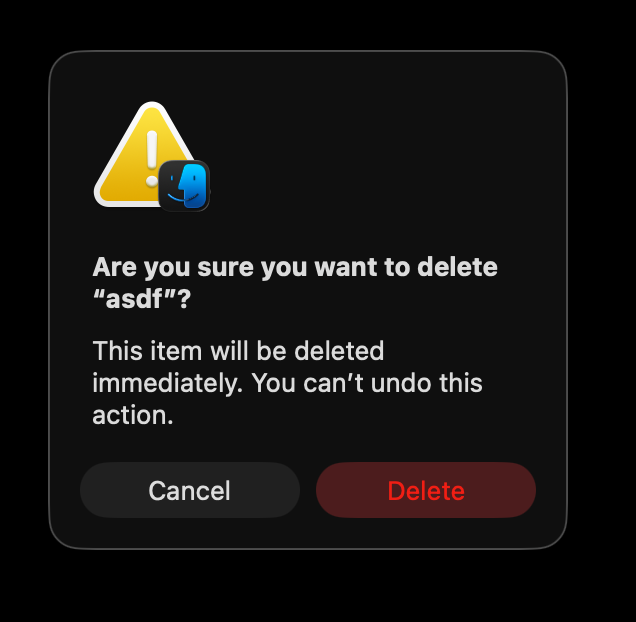 Are you sure you want to delete
“asdf”?
This item will be deleted
immediately. You can’t undo this
action.
Cancel
Delete